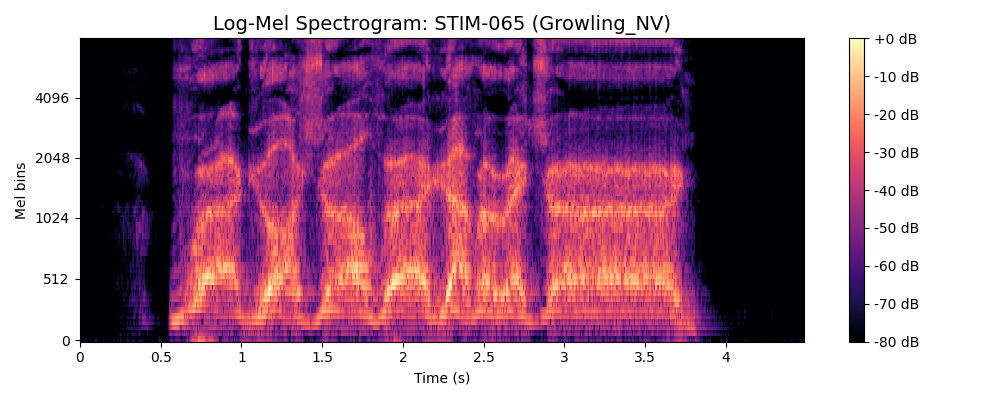 Log-Mel Spectrogram: STIM-065 (Growling_NV)
+0 dB
-10 dB
-20 dB
-30 dB
-40 dB
-50 dB
-60 dB
-70 dB
-80 dB
Mel bins
4096
2048
1024
512
0
0 0.5 1 1.5 2 2.5 3 3.5 4
Time (s)